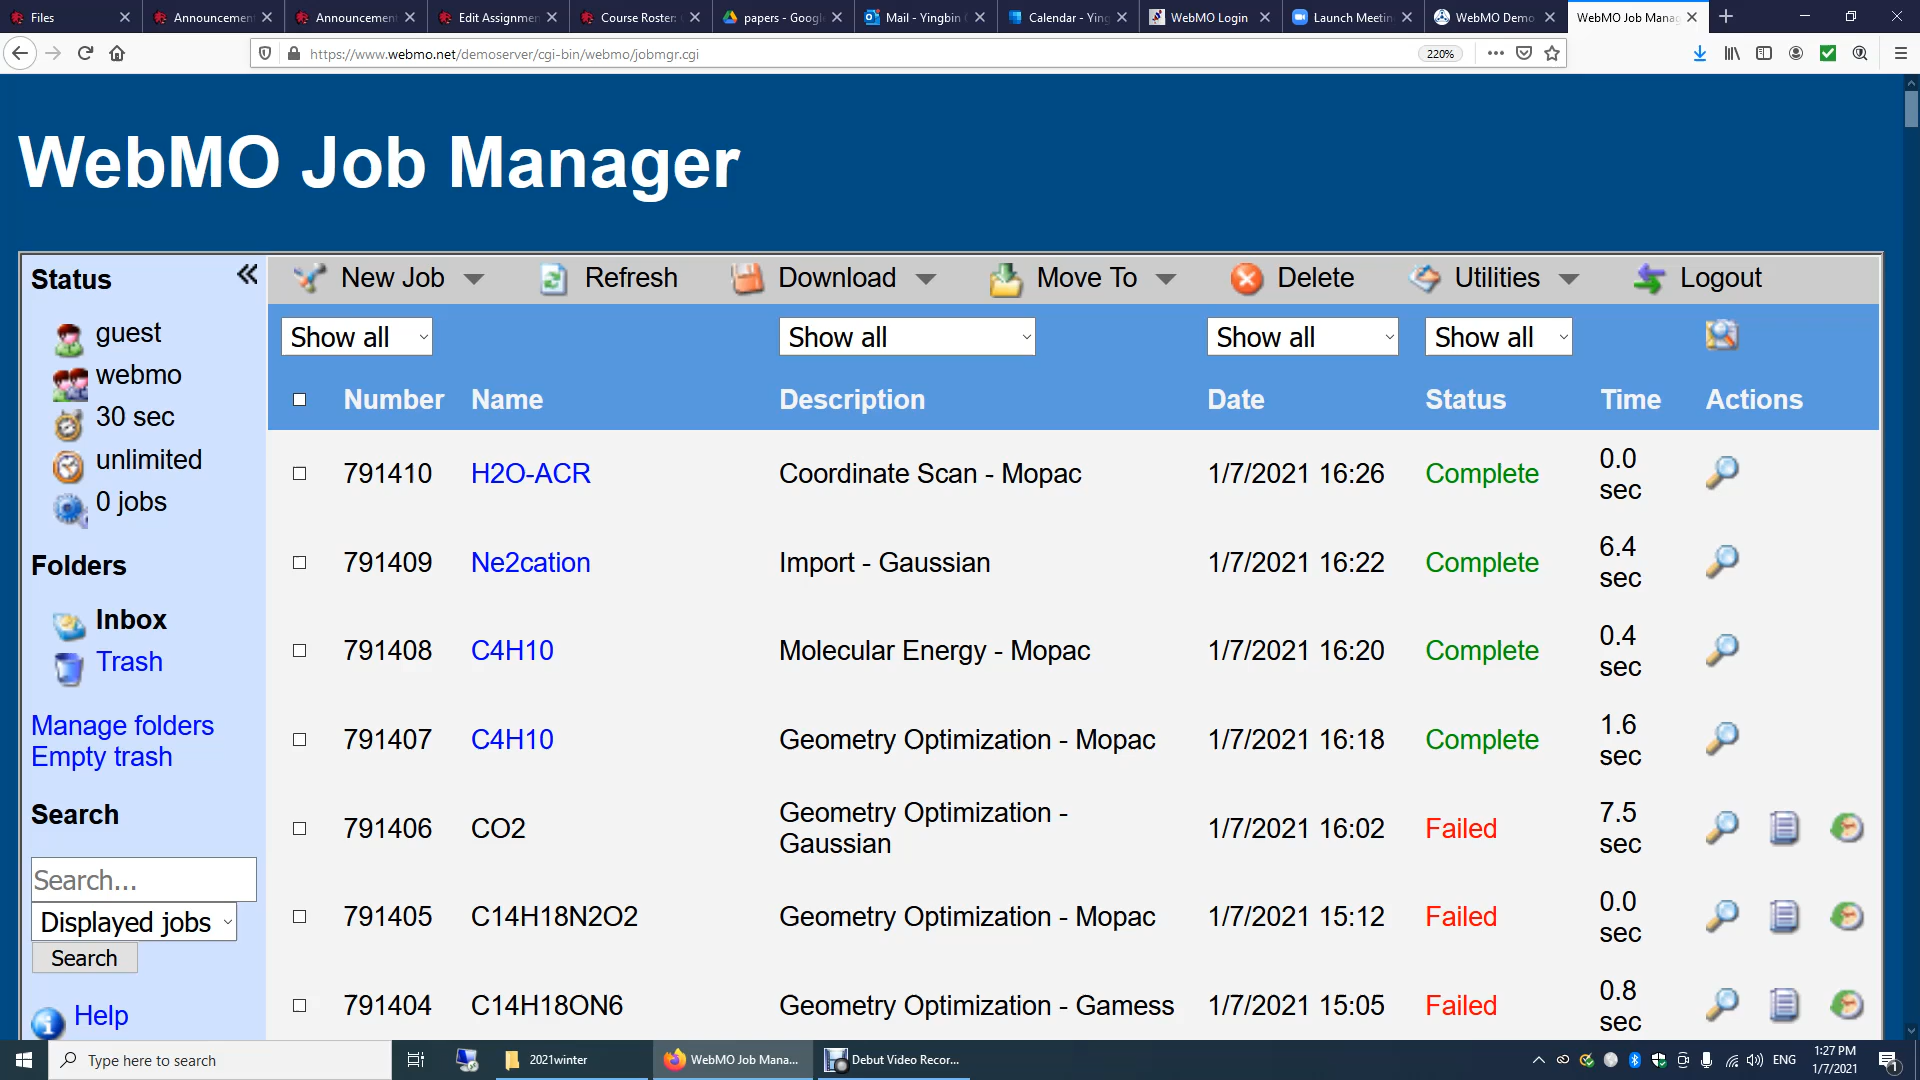 Files
Announcemen
Announcemen
Edit Assignme
Course Roster:
papers - Google
Mail - Yingbin
Calendar - Ying
WebMO Login
Launch Meetin
WebMO Demo
WebMO Job Manag
https://www.webmo.net/demoserver/cgi-bin/webmo/jobmgr.cgi
220%
WebMO Job Manager
Status
guest
webmo
30 sec
unlimited
0 jobs
Folders
Inbox
Trash
Manage folders
Empty trash
Search
Search...
Displayed jobs
Search
Help
New Job Refresh Download Move To Delete Utilities Logout
Show all Show all Show all Show all
Number Name Description Date Status Time Actions
791410 H2O-ACR Coordinate Scan - Mopac 1/7/2021 16:26 Complete 0.0
sec
791409 Ne2cation Import - Gaussian 1/7/2021 16:22 Complete 6.4
sec
791408 C4H10 Molecular Energy - Mopac 1/7/2021 16:20 Complete 0.4
sec
791407 C4H10 Geometry Optimization - Mopac 1/7/2021 16:18 Complete 1.6
sec
791406 CO2 Geometry Optimization -
Gaussian 1/7/2021 16:02 Failed 7.5
sec
791405 C14H18N2O2 Geometry Optimization - Mopac 1/7/2021 15:12 Failed 0.0
sec
791404 C14H18ON6 Geometry Optimization - Gamess 1/7/2021 15:05 Failed 0.8
sec
Type here to search
2021winter
WebMO Job Mana...
Debut Video Recor...
ENG
1:27 PM
1/7/2021
1